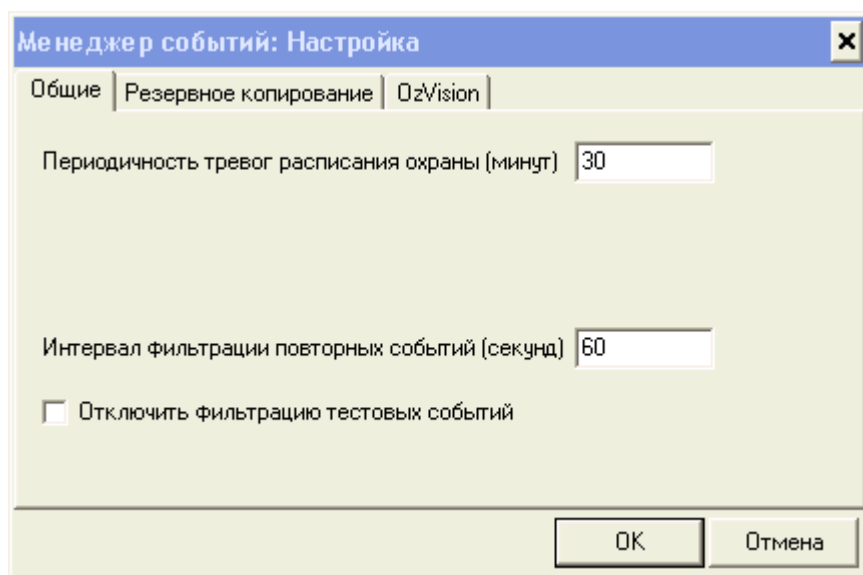 Менеджер событий: Настройка
Общие Резервное копирование OzVision
Периодичность тревог расписания охраны (минут) 30
Интервал фильтрации повторных событий (секунд) 60
Отключить фильтрацию тестовых событий
OK Отмена